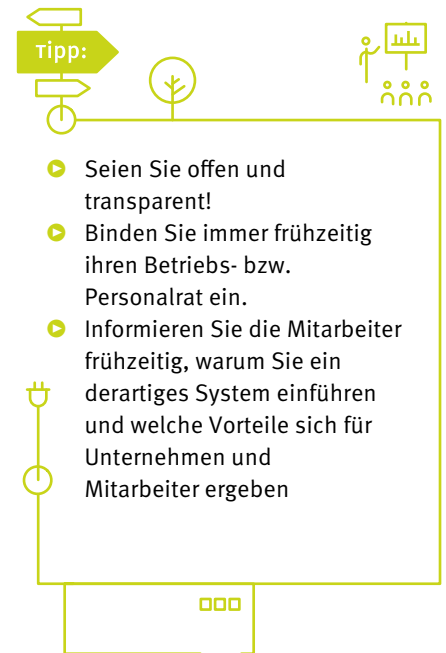 Tipp:
Seien Sie offen und
transparent!
Binden Sie immer frühzeitig
ihren Betriebs- bzw.
Personalrat ein.
Informieren Sie die Mitarbeiter
frühzeitig, warum Sie ein
derartiges System einführen
und welche Vorteile sich für
Unternehmen und
Mitarbeiter ergeben